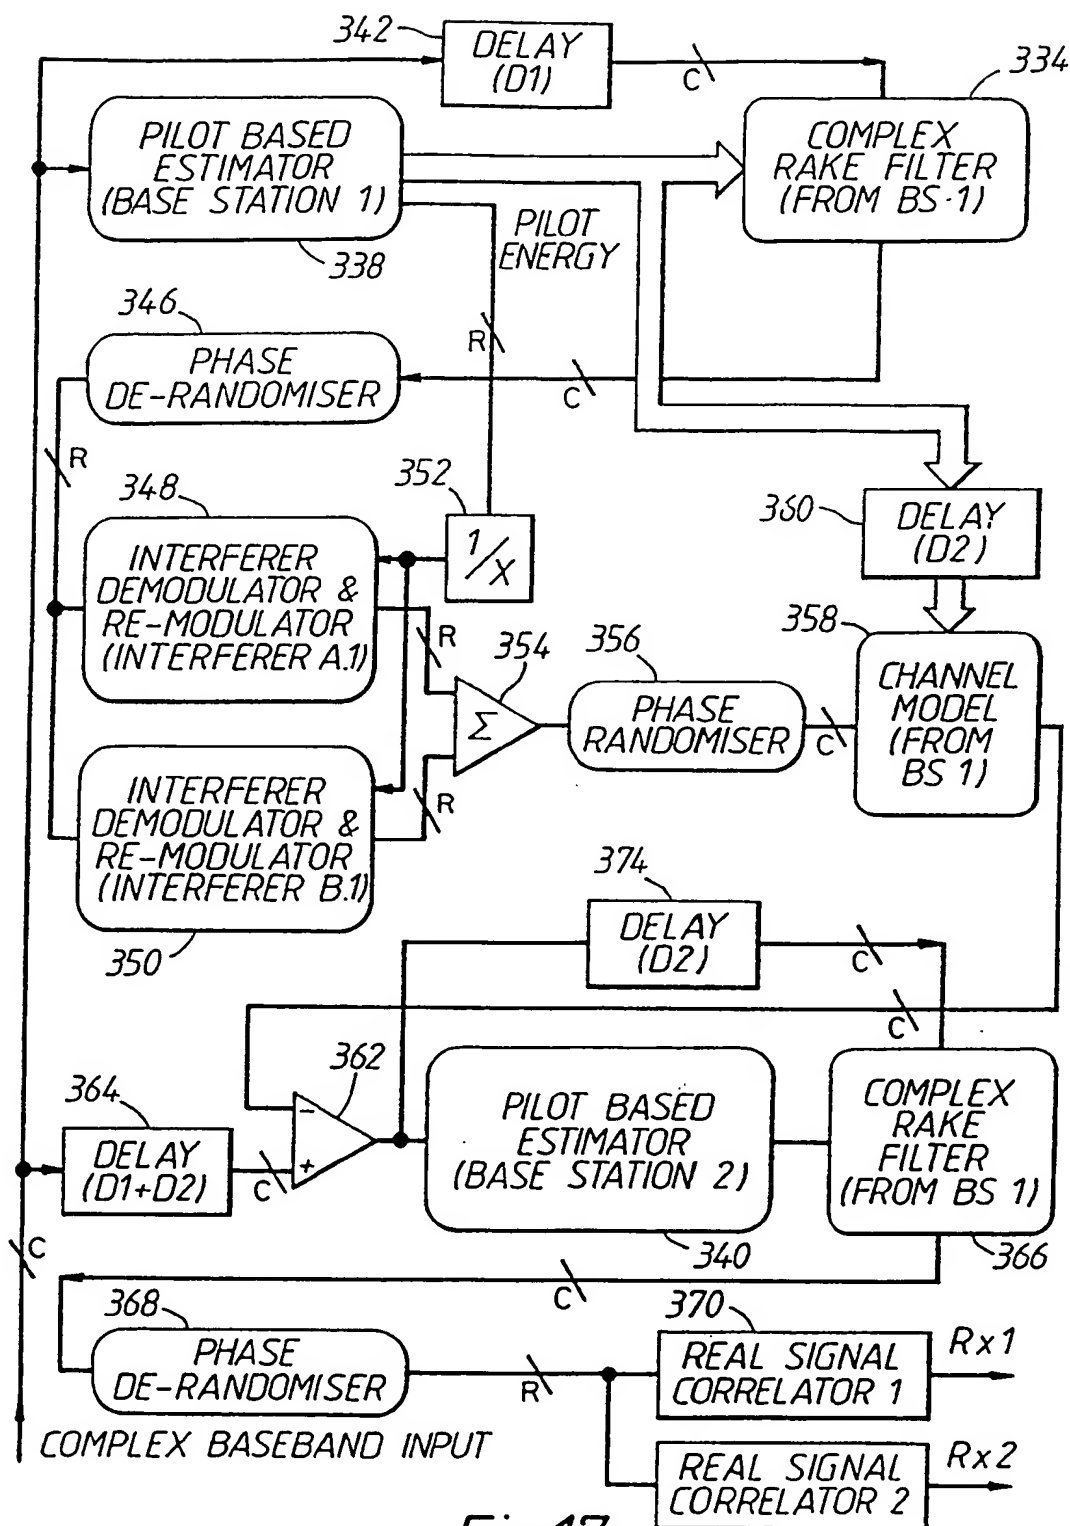 342
DELAY
(D1)
C
334
PILOT BASED
ESTIMATOR
(BASE STATION 1)
COMPLEX
RAKE FILTER
(FROM BS-1)
338
PILOT
ENERGY
346
R
PHASE
DE-RANDOMISER
C
R
348
352
1/X
360
DELAY
(D2)
INTERFERER
DEMODULATOR &
RE-MODULATOR
(INTERFERER A.1)
R
354
Σ
356
PHASE
RANDOMISER
C
358
CHANNEL
MODEL
(FROM
BS 1)
INTERFERER
DEMODULATOR &
RE-MODULATOR
(INTERFERER B.1)
R
350
374
DELAY
(D2)
C
C
362
364
DELAY
(D1+D2)
C
-
+
PILOT BASED
ESTIMATOR
(BASE STATION 2)
340
COMPLEX
RAKE
FILTER
(FROM BS 1)
366
C
C
368
PHASE
DE-RANDOMISER
R
370
REAL SIGNAL
CORRELATOR 1
Rx1
COMPLEX BASEBAND INPUT
REAL SIGNAL
CORRELATOR 2
Rx2